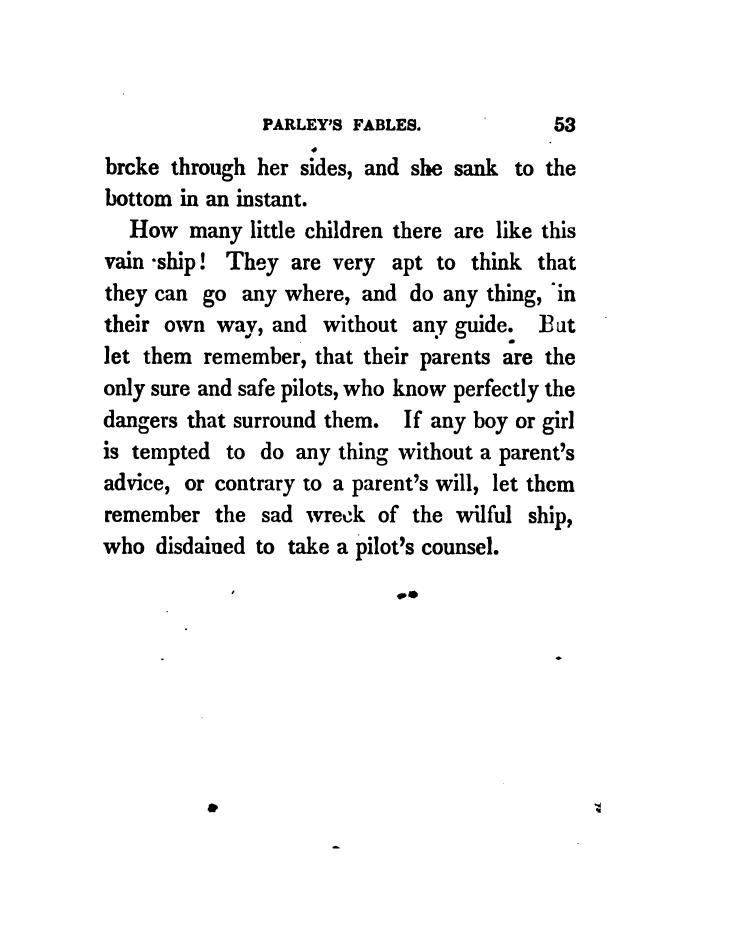 PARLEY'S FABLES. 53
broke through her sides, and she sank to the
bottom in an instant.
How many little children there are like this
vain ship! They are very apt to think that
they can go any where, and do any thing, in
their own way, and without any guide. But
let them remember, that their parents are the
only sure and safe pilots, who know perfectly the
dangers that surround them. If any boy or girl
is tempted to do any thing without a parent's
advice, or contrary to a parent's will, let them
remember the sad wreck of the wilful ship,
who disdained to take a pilot's counsel.